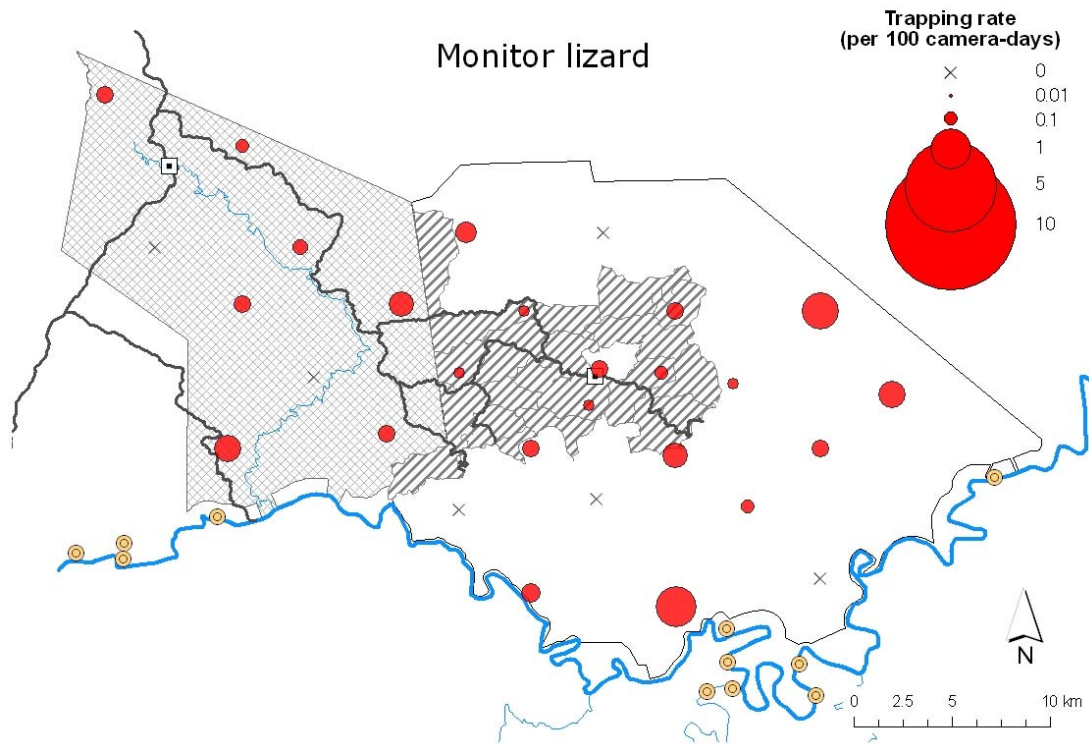 Trapping rate
(per 100 camera-days)
Monitor lizard
0
0.01
0.1
1
5
10
N
0 2.5 5 10 km